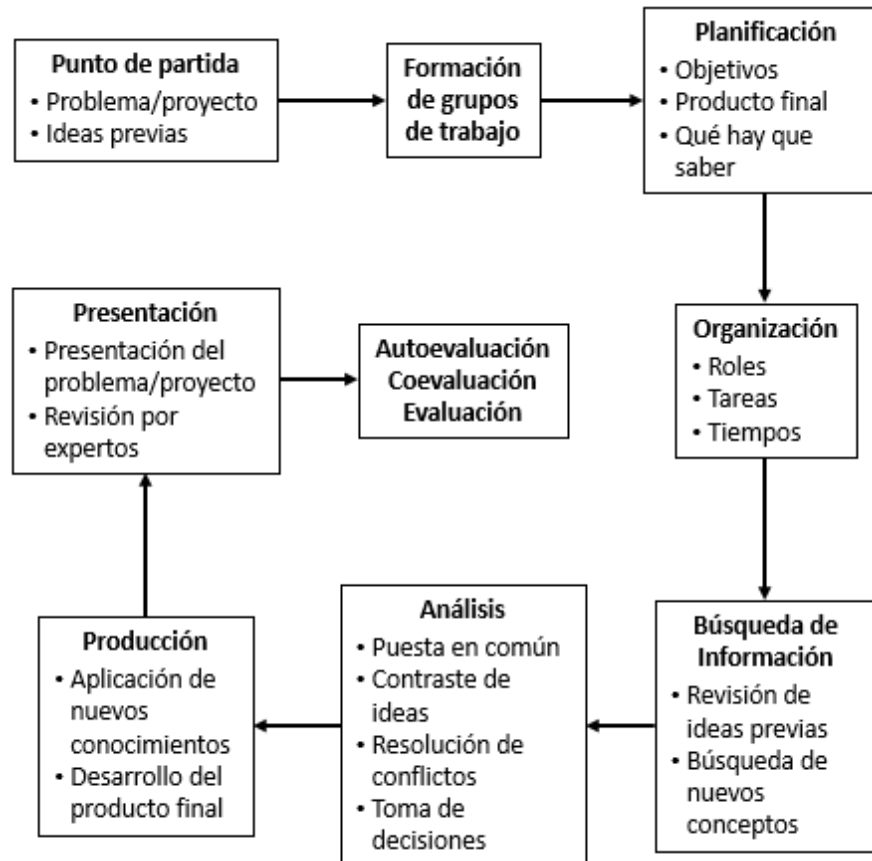 Punto de partida
• Problema/proyecto
• Ideas previas
Formación
de grupos
de trabajo
Planificación
• Objetivos
• Producto final
• Qué hay que
saber
Organización
• Roles
• Tareas
• Tiempos
Búsqueda de
Información
• Revisión de
ideas previas
• Búsqueda de
nuevos
conceptos
Análisis
• Puesta en común
• Contraste de
ideas
• Resolución de
conflictos
• Toma de
decisiones
Producción
• Aplicación de
nuevos
conocimientos
• Desarrollo del
producto final
Presentación
• Presentación del
problema/proyecto
• Revisión por
expertos
Autoevaluación
Coevaluación
Evaluación